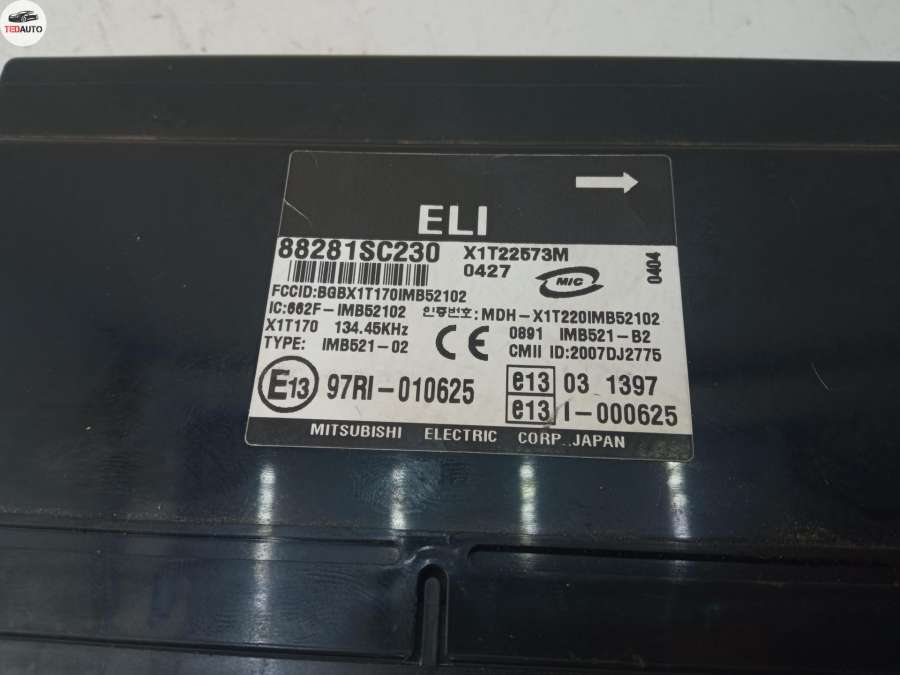 TEDAUTO
ELI
88281SC230 X1T22573M
0427
MIC
0404
FCCID:BGBX1T170IMB52102
IC:662F-IMB52102 인증번호:MDH-X1T220IMB52102
X1T170 134.45KHz CE 0891 IMB521-B2
TYPE: IMB521-02 CMII ID:2007DJ2775
E13 97RI-010625 e13 03 1397
e13 I-000625
MITSUBISHI ELECTRIC CORP. JAPAN